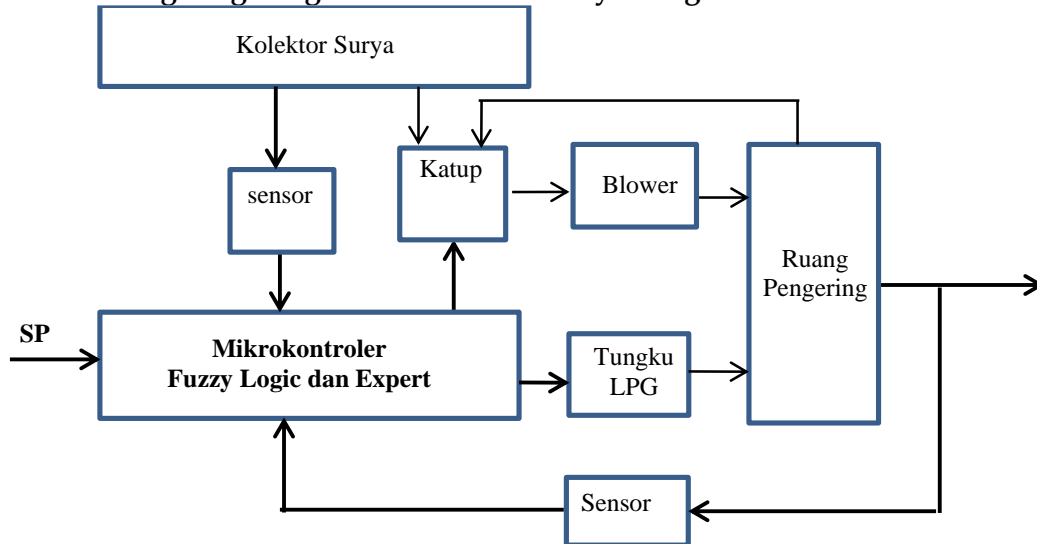 Kolektor Surya
Katup
sensor
Blower
Ruang
Pengering
SP
Mikrokontroler
Fuzzy Logic dan Expert
Tungku
LPG
Sensor